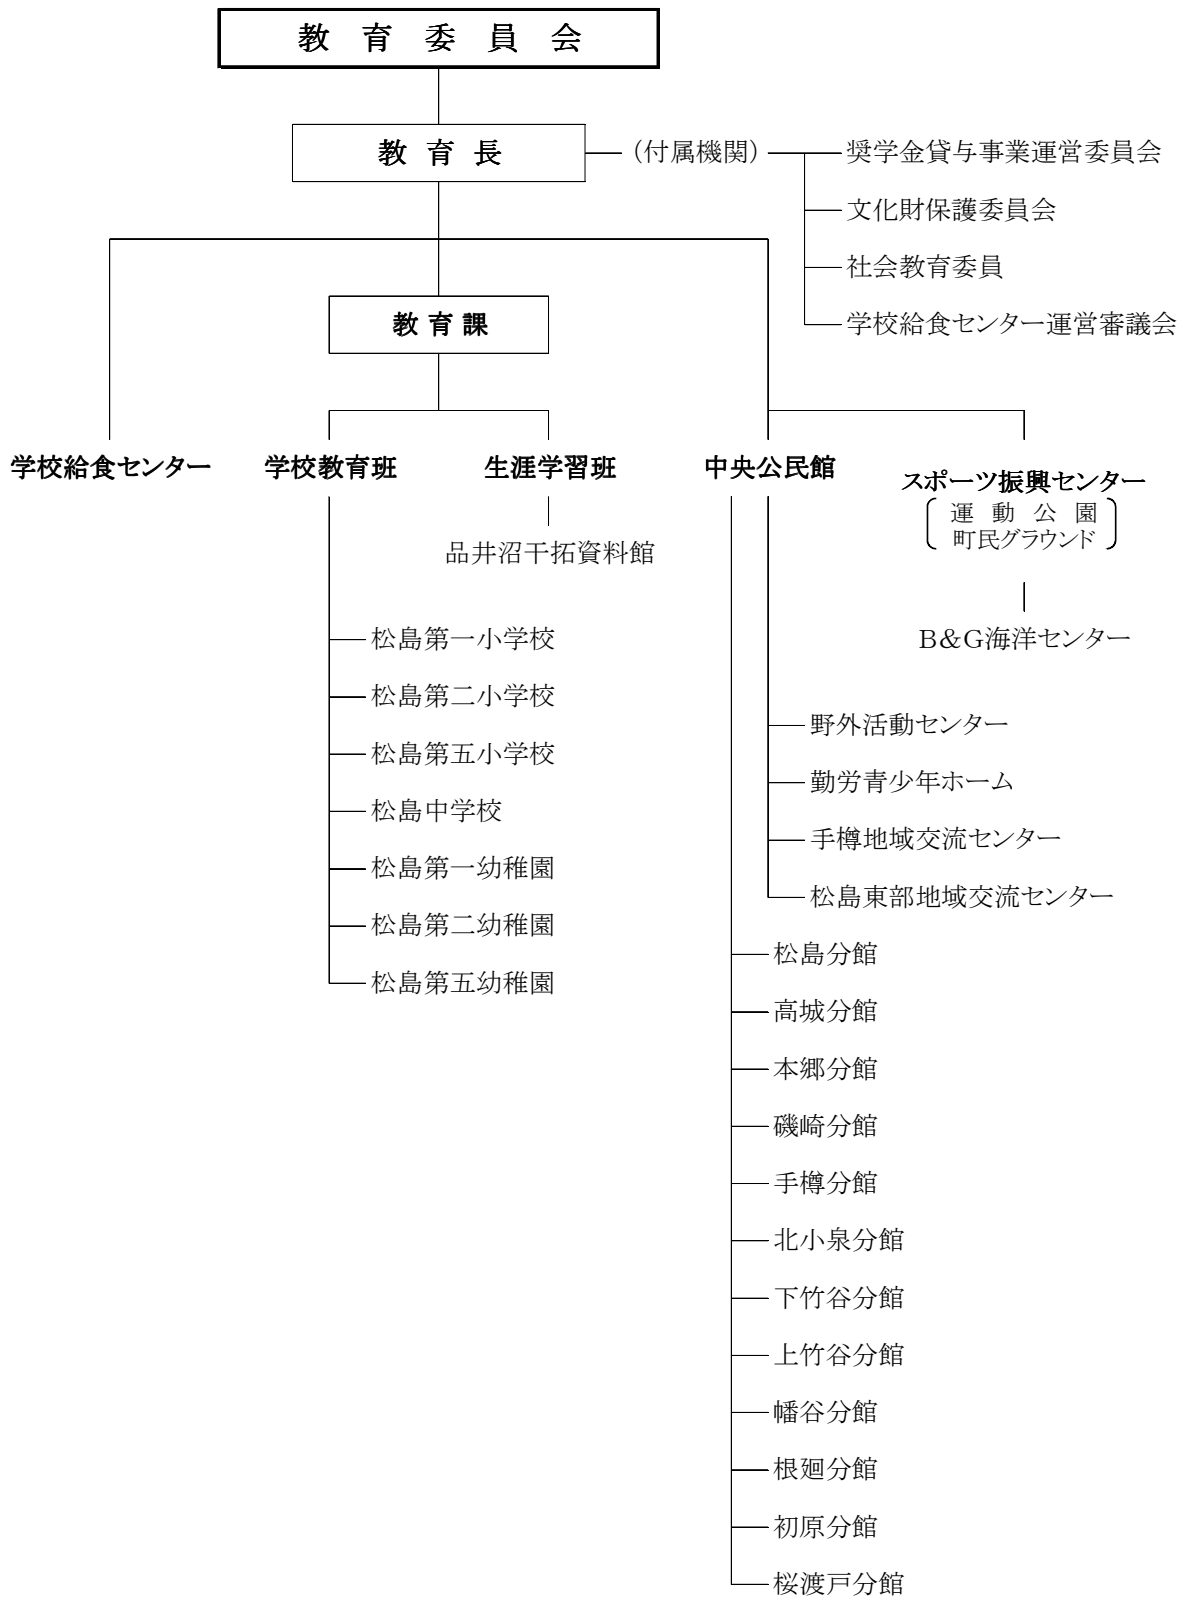 教育委員会
教育長
（付属機関）
奨学金貸与事業運営委員会
文化財保護委員会
社会教育委員
学校給食センター運営審議会
教育課
学校給食センター
学校教育班
生涯学習班
中央公民館
スポーツ振興センター
運動公園
町民グラウンド
品井沼干拓資料館
B&G海洋センター
松島第一小学校
松島第二小学校
松島第五小学校
松島中学校
松島第一幼稚園
松島第二幼稚園
松島第五幼稚園
野外活動センター
勤労青少年ホーム
手樽地域交流センター
松島東部地域交流センター
松島分館
高城分館
本郷分館
磯崎分館
手樽分館
北小泉分館
下竹谷分館
上竹谷分館
幡谷分館
根廻分館
初原分館
桜渡戸分館